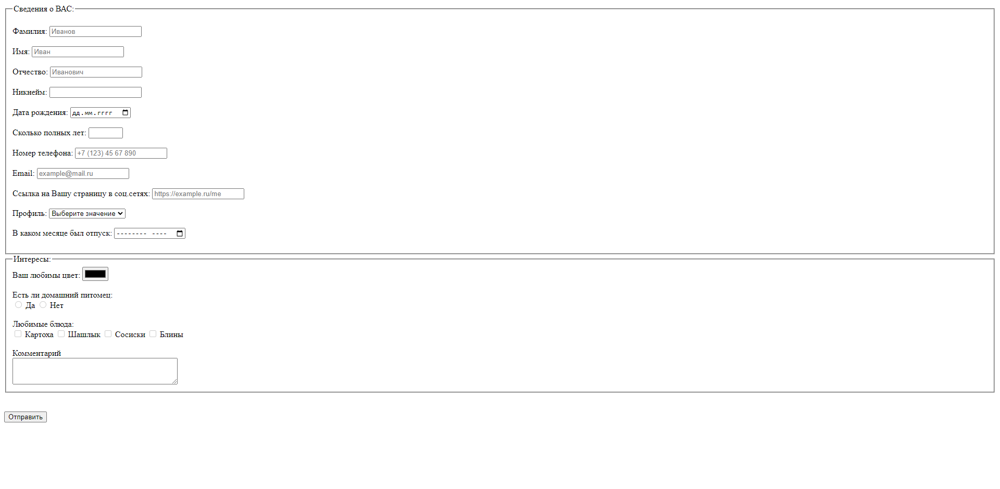 Сведения о ВАС:
Фамилия: Иванов
Имя: Иван
Отчество: Иванович
Никнейм:
Дата рождения: дд.мм.гггг
Сколько полных лет:
Номер телефона: +7 (123) 45 67 890
Email: example@mail.ru
Ссылка на Вашу страницу в соц.сетях: https://example.ru/me
Профиль: Выберите значение
В каком месяце был отпуск: -------- ----
Интересы:
Ваш любимы цвет:
Есть ли домашний питомец:
Да Нет
Любимые блюда:
Картоха Шашлык Сосиски Блины
Комментарий
Отправить